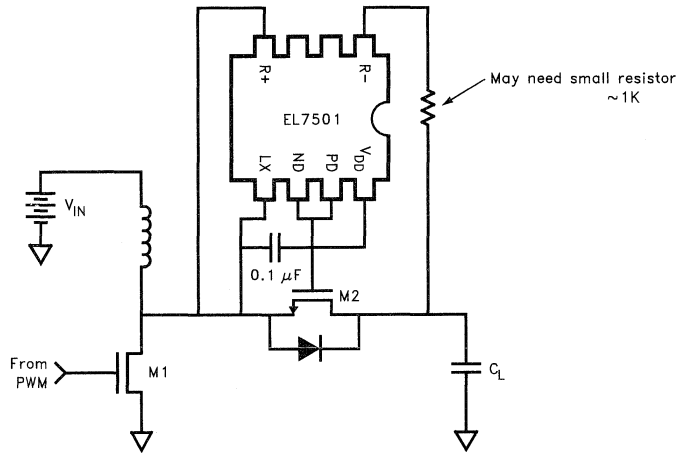 R+
R-
May need small resistor
~1K
EL7501
LX
ND
PD
VDD
VIN
0.1 μF
M2
From
PWM
M1
CL